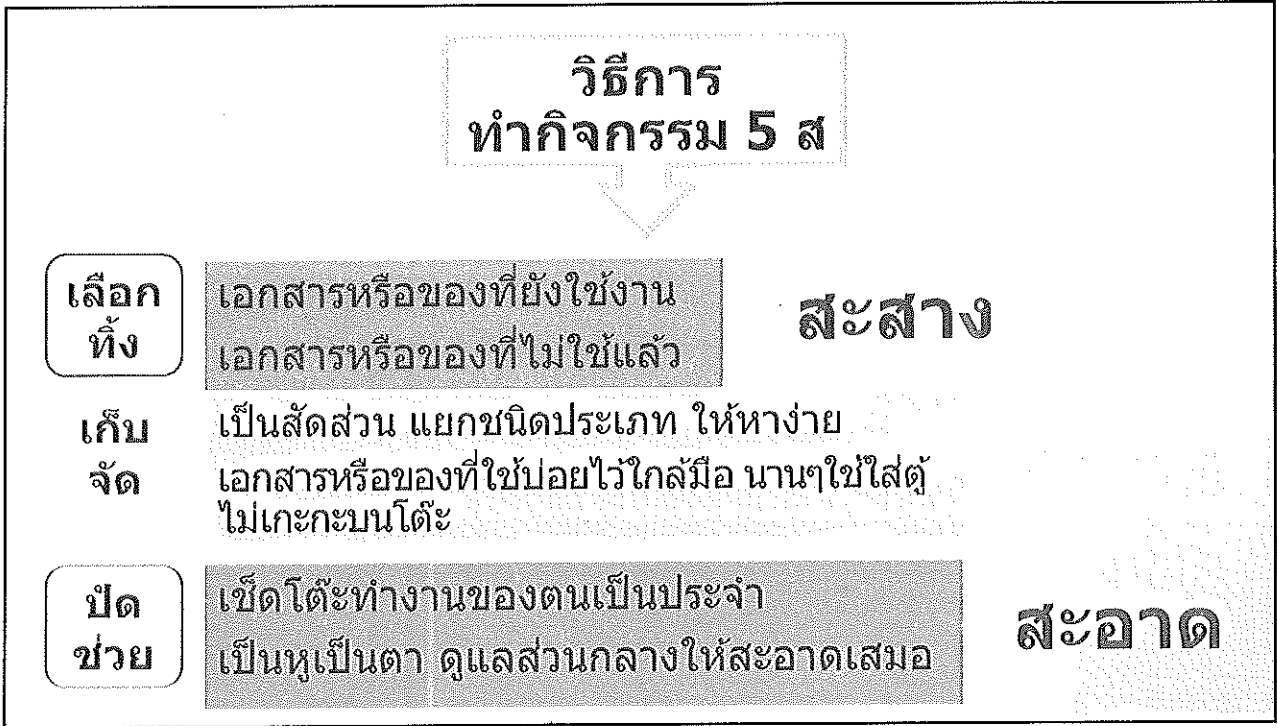 วิธีการ
ทำกิจกรรม 5 ส
เลือก เอกสารหรือของที่ยังใช้งาน
ทิ้ง เอกสารหรือของที่ไม่ใช้แล้ว
สะสาง
เก็บ เป็นสัดส่วน แยกชนิดประเภท ให้หาง่าย
จัด เอกสารหรือของที่ใช้บ่อยไว้ใกล้มือ นานๆใช้ใส่ตู้
ไม่เกะกะบนโต๊ะ
ปัด เช็ดโต๊ะทำงานของตนเป็นประจำ
ช่วย เป็นหูเป็นตา ดูแลส่วนกลางให้สะอาดเสมอ
สะอาด